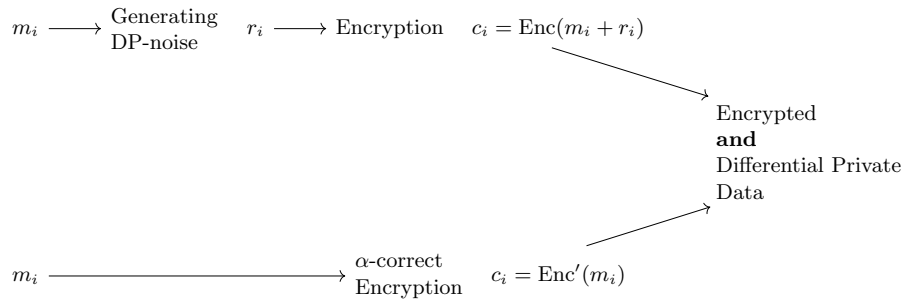 m_i Generating DP-noise r_i Encryption c_i = Enc(m_i + r_i)
Encrypted
and
Differential Private
Data
m_i α-correct Encryption c_i = Enc′(m_i)